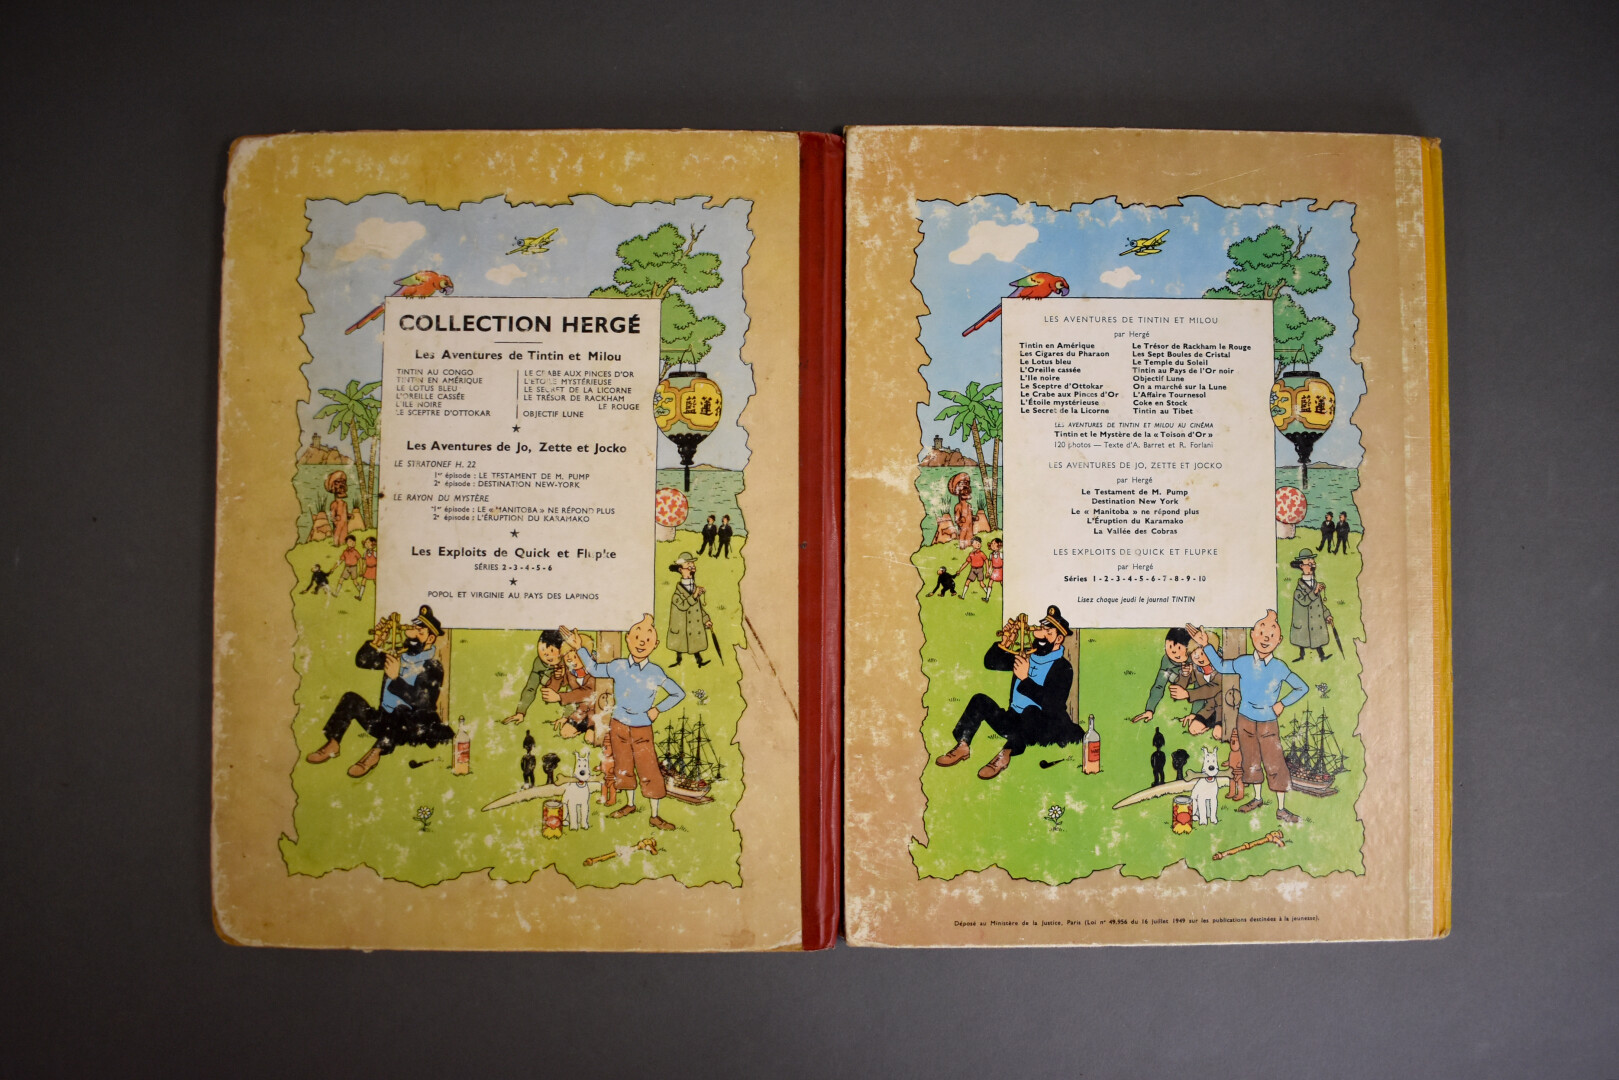 COLLECTION HERGÉ
Les Aventures de Tintin et Milou
TINTIN AU CONGO
TINTIN EN AMÉRIQUE
LE LOTUS BLEU
L'OREILLE CASSÉE
L'ILE NOIRE
LE SCEPTRE D'OTTOKAR
LE CRABE AUX PINCES D'OR
L'ÉTOILE MYSTÉRIEUSE
LE SECRET DE LA LICORNE
LE TRÉSOR DE RACKHAM
LE ROUGE
OBJECTIF LUNE
★
Les Aventures de Jo, Zette et Jocko
LE STRATONEF H. 22
1er épisode : LE TESTAMENT DE M. PUMP
2e épisode : DESTINATION NEW-YORK
LE RAYON DU MYSTÈRE
1er épisode : LE « MANITOBA » NE RÉPOND PLUS
2e épisode : L'ÉRUPTION DU KARAMAKO
★
Les Exploits de Quick et Flupke
SÉRIES 2 - 3 - 4 - 5 - 6
★
POPOL ET VIRGINIE AU PAYS DES LAPINOS
藍蓮
LES AVENTURES DE TINTIN ET MILOU
par Hergé
Tintin en Amérique
Les Cigares du Pharaon
Le Lotus bleu
L'Oreille cassée
L'Ile noire
Le Sceptre d'Ottokar
Le Crabe aux Pinces d'Or
L'Étoile mystérieuse
Le Secret de la Licorne
Le Trésor de Rackham le Rouge
Les Sept Boules de Cristal
Le Temple du Soleil
Tintin au Pays de l'Or noir
Objectif Lune
On a marché sur la Lune
L'Affaire Tournesol
Coke en Stock
Tintin au Tibet
LES AVENTURES DE TINTIN ET MILOU AU CINÉMA
Tintin et le Mystère de la « Toison d'Or »
120 photos — Texte d'A. Barret et R. Forlani
LES AVENTURES DE JO, ZETTE ET JOCKO
par Hergé
Le Testament de M. Pump
Destination New York
Le « Manitoba » ne répond plus
L'Éruption du Karamako
La Vallée des Cobras
LES EXPLOITS DE QUICK ET FLUPKE
par Hergé
Séries 1 - 2 - 3 - 4 - 5 - 6 - 7 - 8 - 9 - 10
Lisez chaque jeudi le journal TINTIN
藍蓮
Déposé au Ministère de la Justice, Paris (Loi n° 49.956 du 16 juillet 1949 sur les publications destinées à la jeunesse).